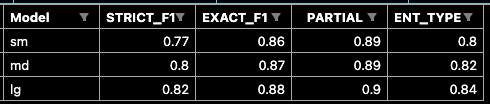 Model STRICT_F1 EXACT_F1 PARTIAL ENT_TYPE
sm 0.77 0.86 0.89 0.8
md 0.8 0.87 0.89 0.82
lg 0.82 0.88 0.9 0.84